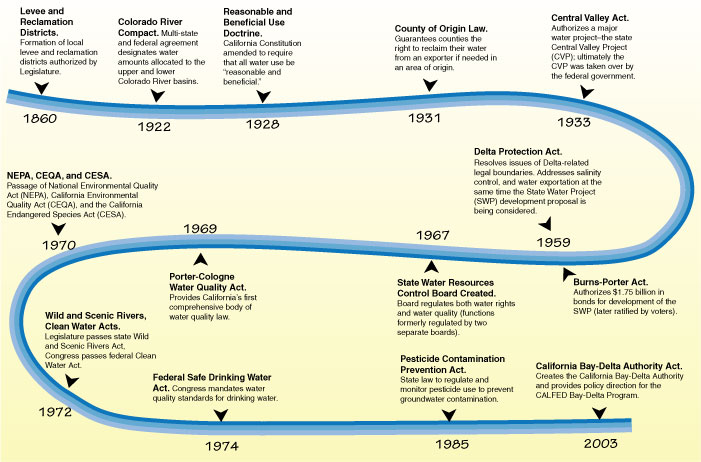 Levee and
Reclamation
Districts.
Formation of local
levee and reclamation
districts authorized by
Legislature.
1860
Colorado River
Compact. Multi-state
and federal agreement
designates water
amounts allocated to the
upper and lower
Colorado River basins.
1922
Reasonable and
Beneficial Use
Doctrine.
California Constitution
amended to require
that all water use be
“reasonable and
beneficial.”
1928
County of Origin Law.
Guarantees counties
the right to reclaim their water
from an exporter if needed in
an area of origin.
1931
Central Valley Act.
Authorizes a major
water project–the state
Central Valley Project
(CVP); ultimately the
CVP was taken over by
the federal government.
1933
Delta Protection Act.
Resolves issues of Delta-related
legal boundaries. Addresses salinity
control, and water exportation at the
same time the State Water Project
(SWP) development proposal is
being considered.
1959
Burns-Porter Act.
Authorizes $1.75 billion in
bonds for development of the
SWP (later ratified by voters).
1967
State Water Resources
Control Board Created.
Board regulates both water rights
and water quality (functions
formerly regulated by two
separate boards).
1969
Porter-Cologne
Water Quality Act.
Provides California’s first
comprehensive body of
water quality law.
NEPA, CEQA, and CESA.
Passage of National Environmental Quality
Act (NEPA), California Environmental
Quality Act (CEQA), and the California
Endangered Species Act (CESA).
1970
Wild and Scenic Rivers,
Clean Water Acts.
Legislature passes state Wild
and Scenic Rivers Act,
Congress passes federal Clean
Water Act.
1972
Federal Safe Drinking Water
Act. Congress mandates water
quality standards for drinking water.
1974
Pesticide Contamination
Prevention Act.
State law to regulate and
monitor pesticide use to prevent
groundwater contamination.
1985
California Bay-Delta Authority Act.
Creates the California Bay-Delta Authority
and provides policy direction for the
CALFED Bay-Delta Program.
2003